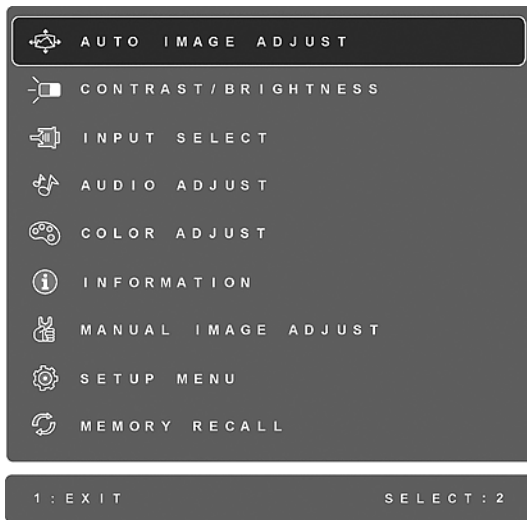 AUTO IMAGE ADJUST
CONTRAST/BRIGHTNESS
INPUT SELECT
AUDIO ADJUST
COLOR ADJUST
INFORMATION
MANUAL IMAGE ADJUST
SETUP MENU
MEMORY RECALL
1:EXIT SELECT:2